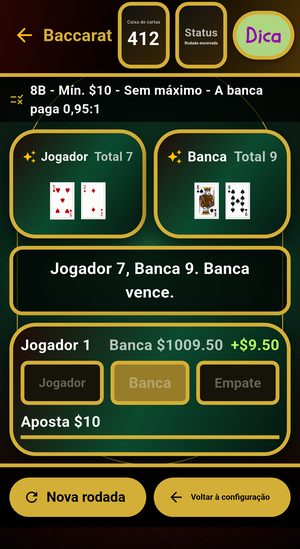 Baccarat
Caixa de cartas
412
Status
Rodada encerrada
Dica
8B - Mín. $10 - Sem máximo - A banca
paga 0,95:1
Jogador Total 7
Banca Total 9
Jogador 7, Banca 9. Banca
vence.
Jogador 1 Banca $1009.50 +$9.50
Jogador
Banca
Empate
Aposta $10
Nova rodada
Voltar à configuração